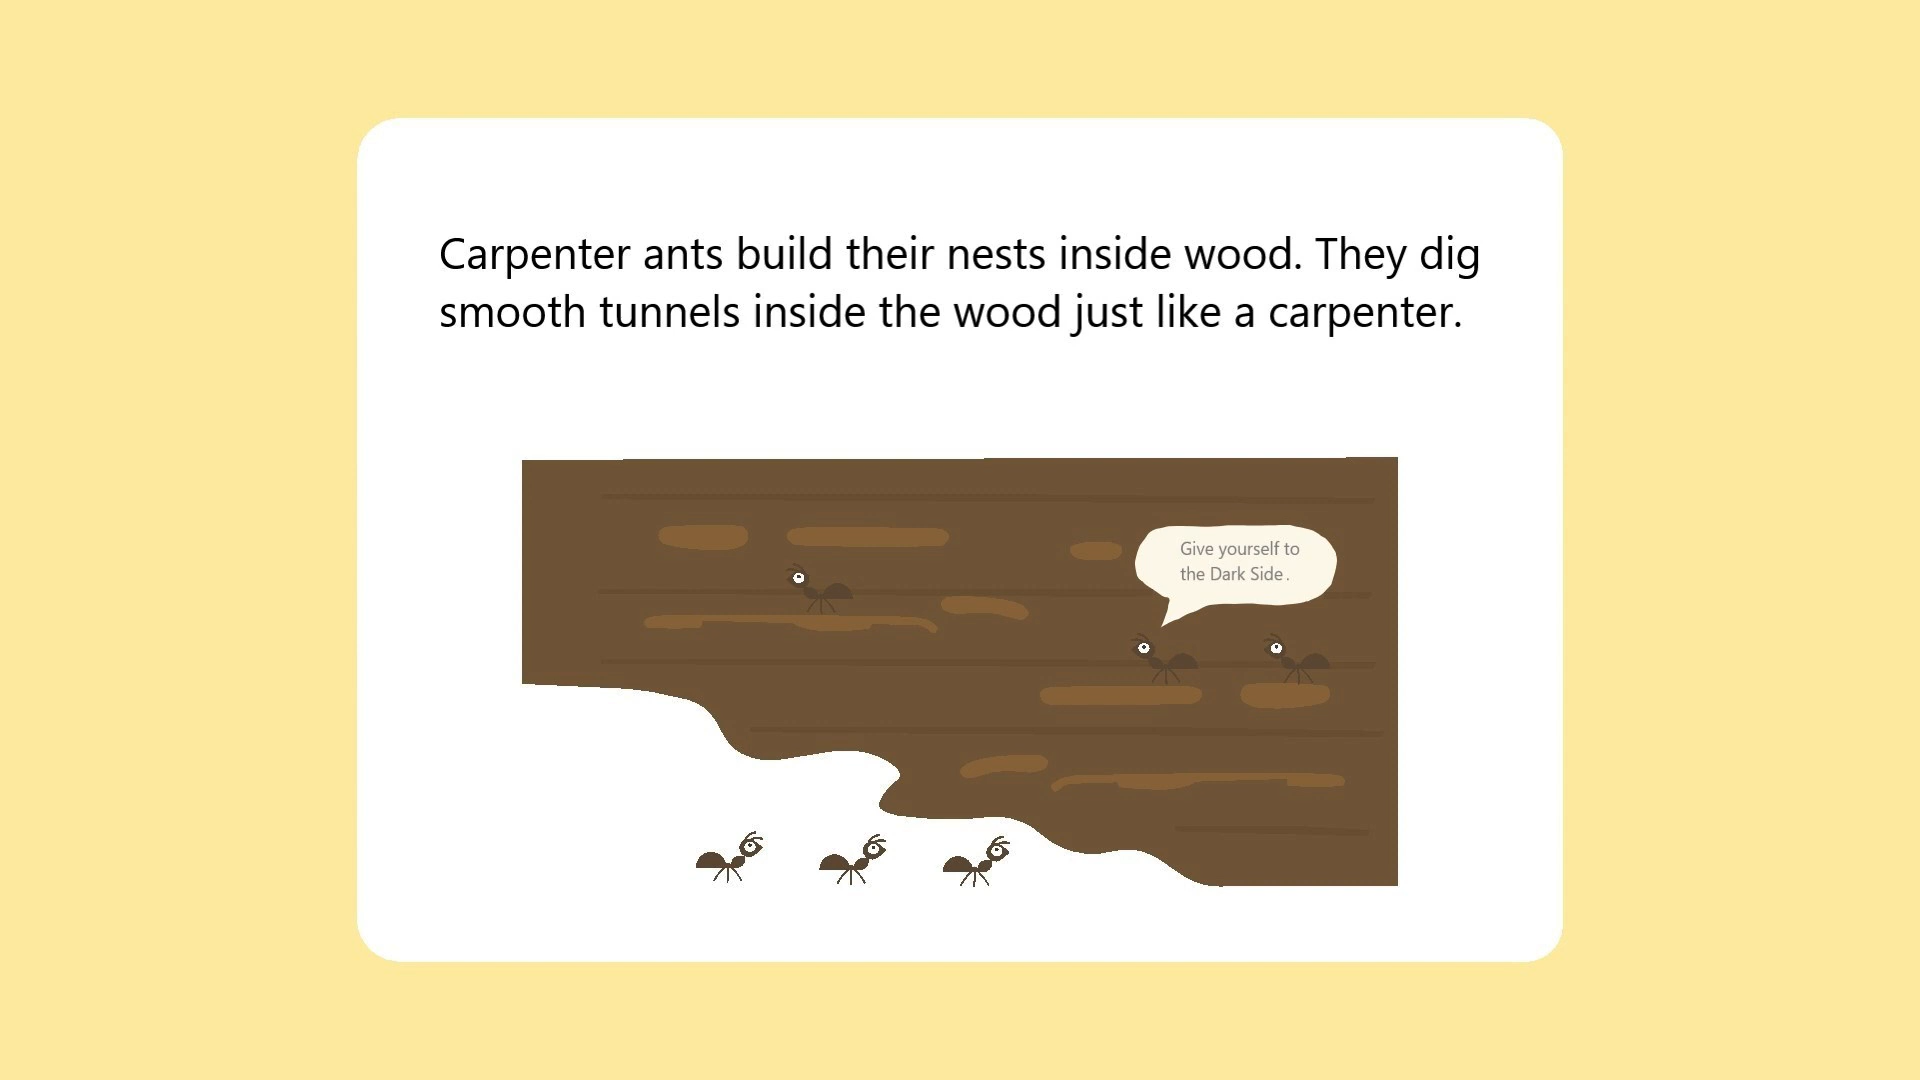 Carpenter ants build their nests inside wood. They dig
smooth tunnels inside the wood just like a carpenter.
Give yourself to
the Dark Side.